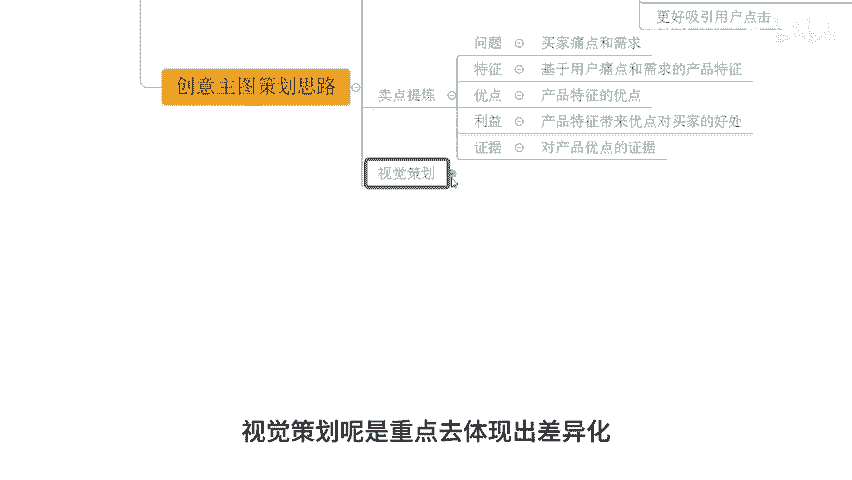 更好吸引用户点击
问题 买家痛点和需求
特征 基于用户痛点和需求的产品特征
创意主图策划思路
卖点提炼 优点 产品特征的优点
利益 产品特征带来优点对买家的好处
证据 对产品优点的证据
视觉策划
视觉策划呢是重点去体现出差异化